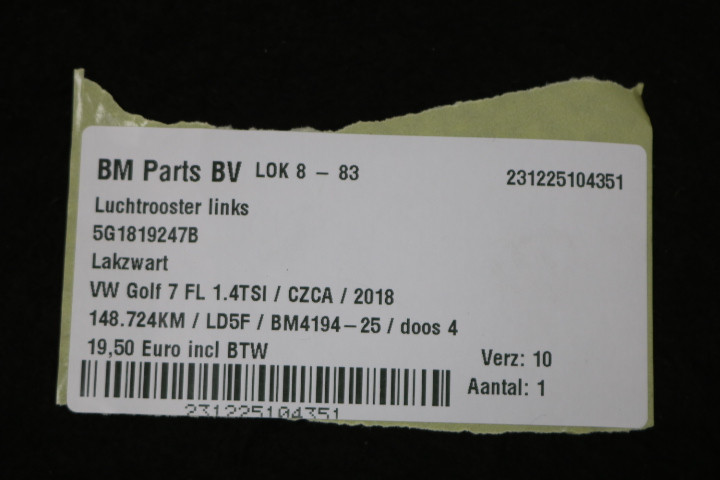 BM Parts BV LOK 8 - 83 231225104351
Luchtrooster links
5G1819247B
Lakzwart
VW Golf 7 FL 1.4TSI / CZCA / 2018
148.724KM / LD5F / BM4194-25 / doos 4
19,50 Euro incl BTW Verz: 10
Aantal: 1
231225104351